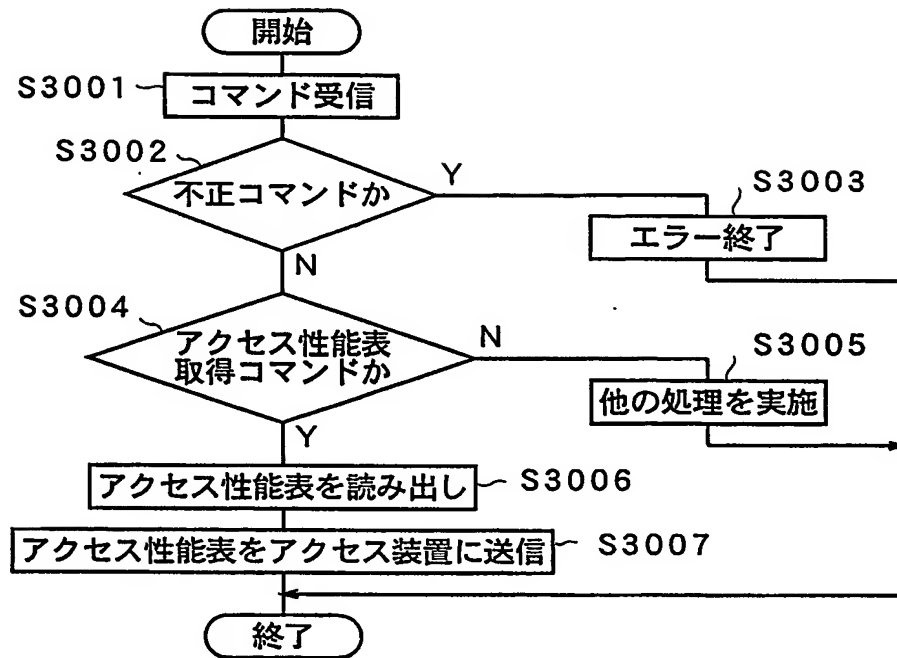 開始
S3001
コマンド受信
S3002
不正コマンドか
Y
S3003
エラー終了
N
S3004
アクセス性能表
取得コマンドか
N
S3005
他の処理を実施
Y
アクセス性能表を読み出し
S3006
アクセス性能表をアクセス装置に送信
S3007
終了